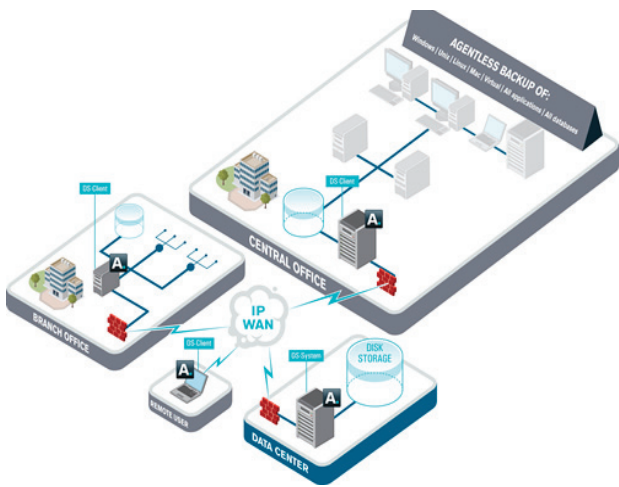 AGENTLESS BACKUP OF:
Windows | Unix | Linux | Mac | Virtual | All applications | All databases
DS Client
A
CENTRAL OFFICE
DS Client
A
BRANCH OFFICE
IP
WAN
DS Client
A
REMOTE USER
DS System
A
DISK
STORAGE
DATA CENTER